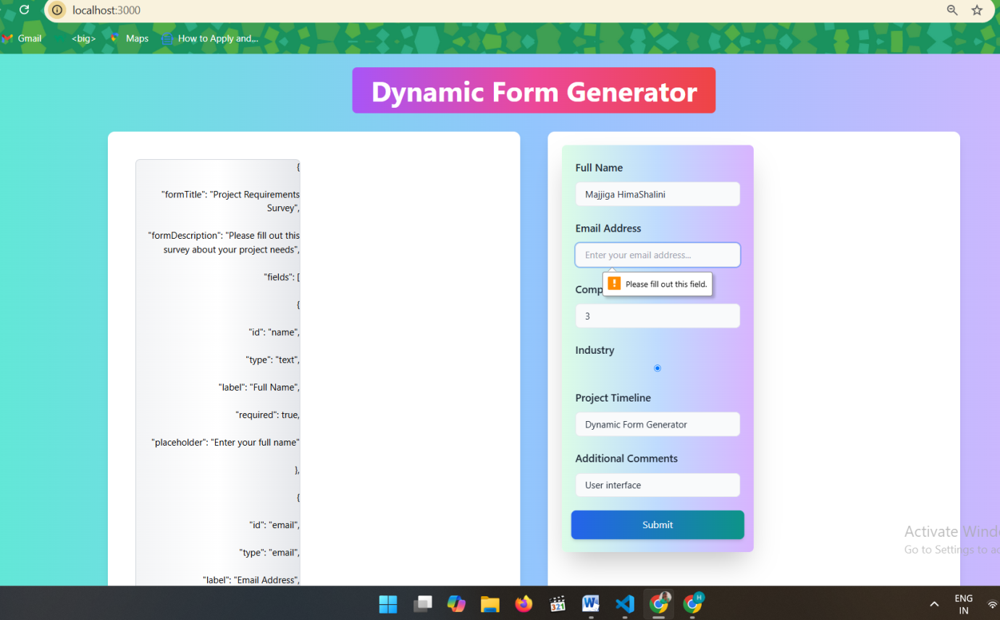 localhost:3000
Gmail
<big>
Maps
How to Apply and...
Dynamic Form Generator
{
"formTitle": "Project Requirements
Survey",
"formDescription": "Please fill out this
survey about your project needs",
"fields": [
{
"id": "name",
"type": "text",
"label": "Full Name",
"required": true,
"placeholder": "Enter your full name"
},
{
"id": "email",
"type": "email",
"label": "Email Address",
Full Name
Majjiga HimaShalini
Email Address
Enter your email address...
Please fill out this field.
Comp
3
Industry
Project Timeline
Dynamic Form Generator
Additional Comments
User interface
Submit
Activate Wind
Go to Settings to ac
321
H
ENG
IN